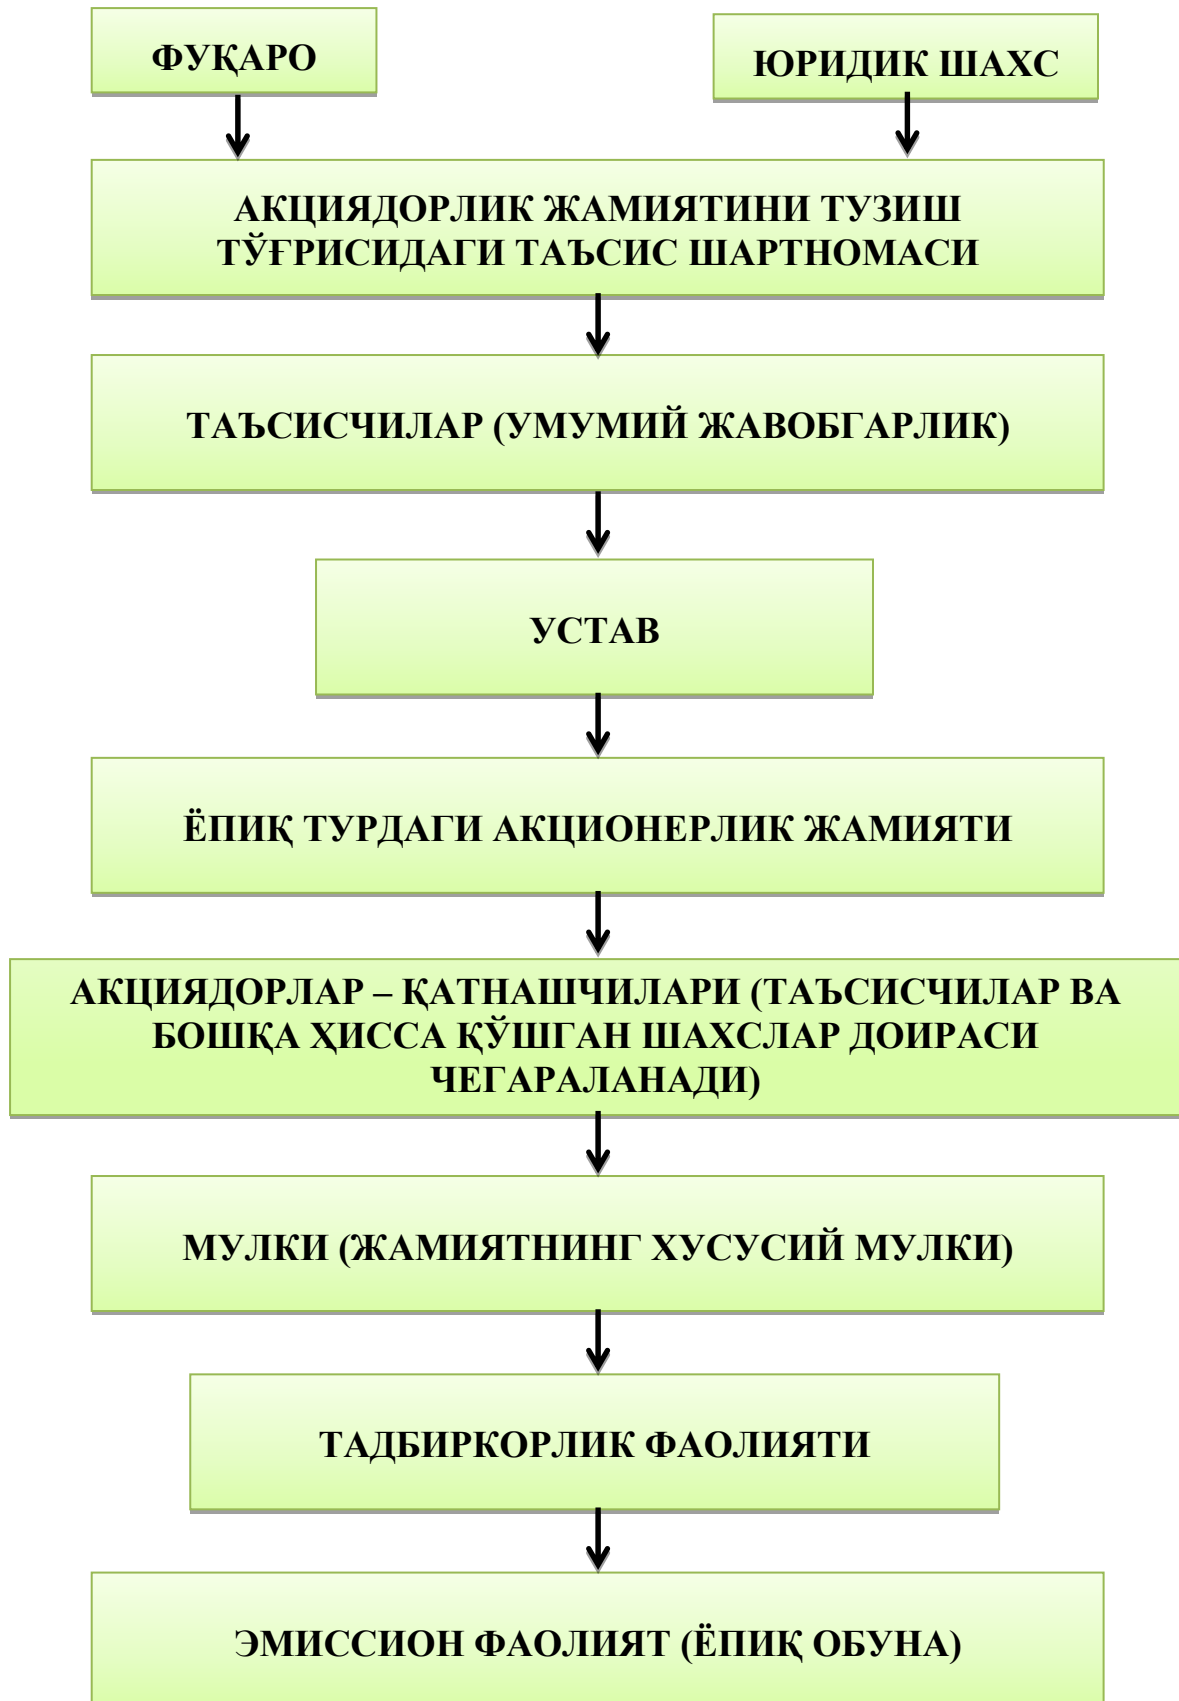 ФУҚАРО
ЮРИДИК ШАХС
АКЦИЯДОРЛИК ЖАМИЯТИНИ ТУЗИШ
ТЎҒРИСИДАГИ ТАЪСИС ШАРТНОМАСИ
ТАЪСИСЧИЛАР (УМУМИЙ ЖАВОБГАРЛИК)
УСТАВ
ЁПИҚ ТУРДАГИ АКЦИОНЕРЛИК ЖАМИЯТИ
АКЦИЯДОРЛАР – ҚАТНАШЧИЛАРИ (ТАЪСИСЧИЛАР ВА
БОШҚА ҲИССА ҚЎШГАН ШАХСЛАР ДОИРАСИ
ЧЕГАРАЛАНАДИ)
МУЛКИ (ЖАМИЯТНИНГ ХУСУСИЙ МУЛКИ)
ТАДБИРКОРЛИК ФАОЛИЯТИ
ЭМИССИОН ФАОЛИЯТ (ЁПИҚ ОБУНА)